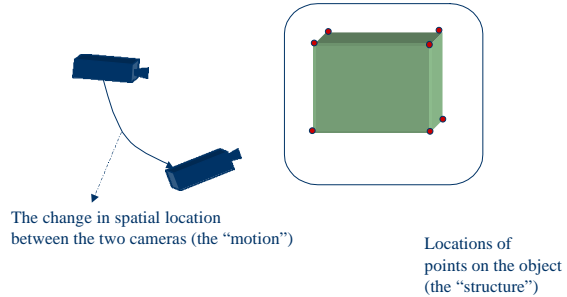 The change in spatial location
between the two cameras (the “motion”)
Locations of
points on the object
(the “structure”)